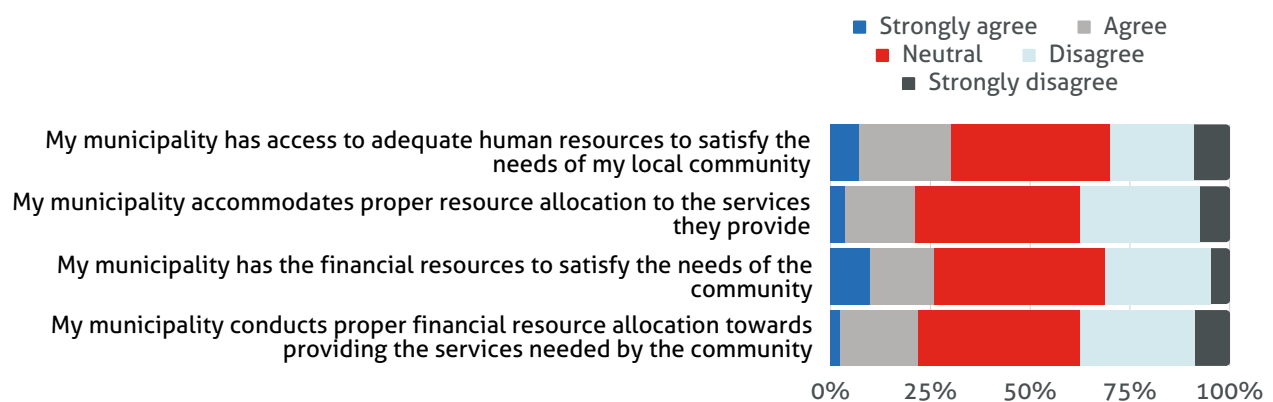 Strongly agree Agree
Neutral Disagree
Strongly disagree
My municipality has access to adequate human resources to satisfy the
needs of my local community
My municipality accommodates proper resource allocation to the services
they provide
My municipality has the financial resources to satisfy the needs of the
community
My municipality conducts proper financial resource allocation towards
providing the services needed by the community
0% 25% 50% 75% 100%